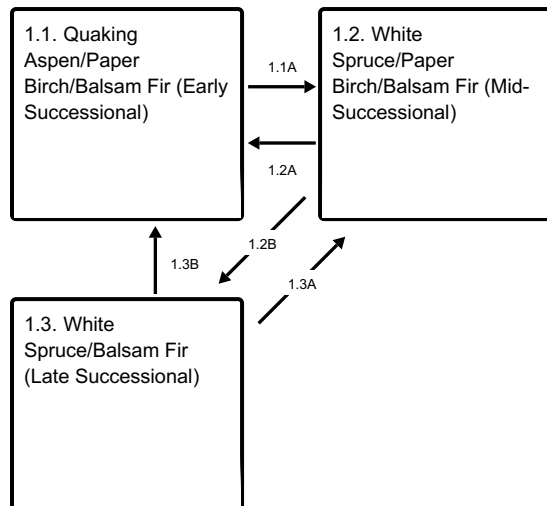 1.1. Quaking
Aspen/Paper
Birch/Balsam Fir (Early
Successional)
1.1A
1.2. White
Spruce/Paper
Birch/Balsam Fir (Mid-
Successional)
1.2A
1.2B
1.3B
1.3A
1.3. White
Spruce/Balsam Fir
(Late Successional)